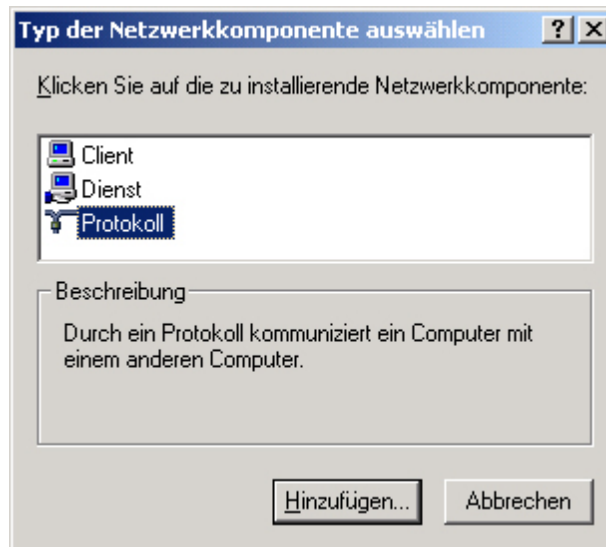 Typ der Netzwerkkomponente auswählen
Klicken Sie auf die zu installierende Netzwerkkomponente:
Client
Dienst
Protokoll
Beschreibung
Durch ein Protokoll kommuniziert ein Computer mit
einem anderen Computer.
Hinzufügen... Abbrechen